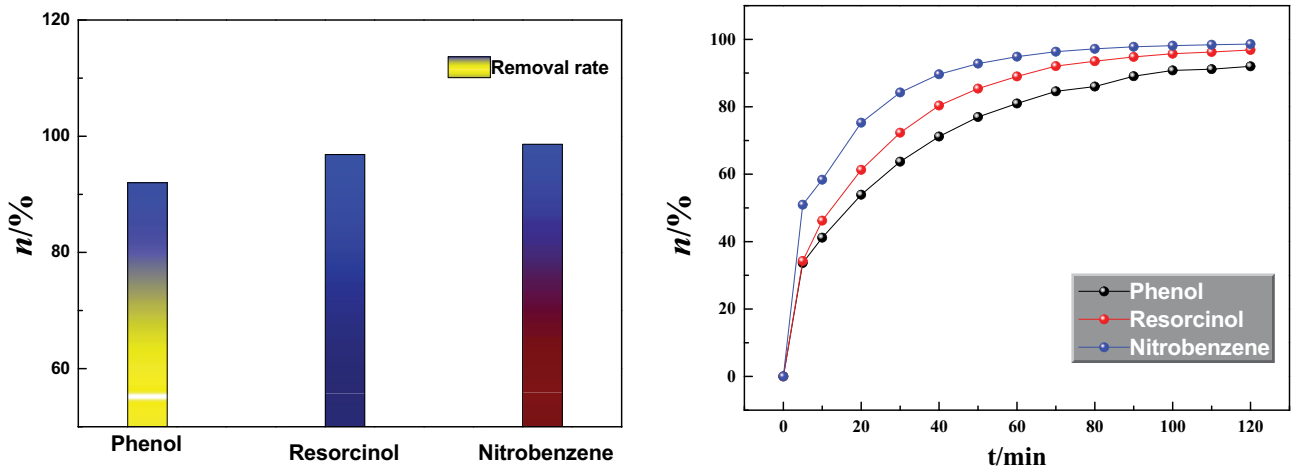 120
100
80
60
n/%
Removal rate
Phenol
Resorcinol
Nitrobenzene
100
80
60
40
20
0
n/%
Phenol
Resorcinol
Nitrobenzene
0 20 40 60 80 100 120
t/min